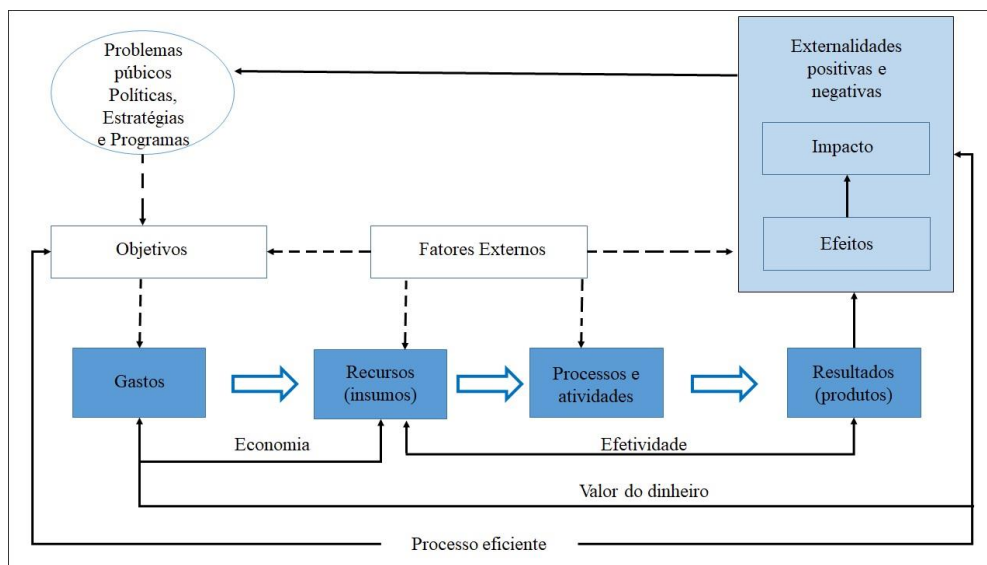 Problemas
púbicos
Políticas,
Estratégias
e Programas
Externalidades
positivas e
negativas
Impacto
Efeitos
Objetivos
Fatores Externos
Gastos
Recursos
(insumos)
Processos e
atividades
Resultados
(produtos)
Economia
Efetividade
Valor do dinheiro
Processo eficiente